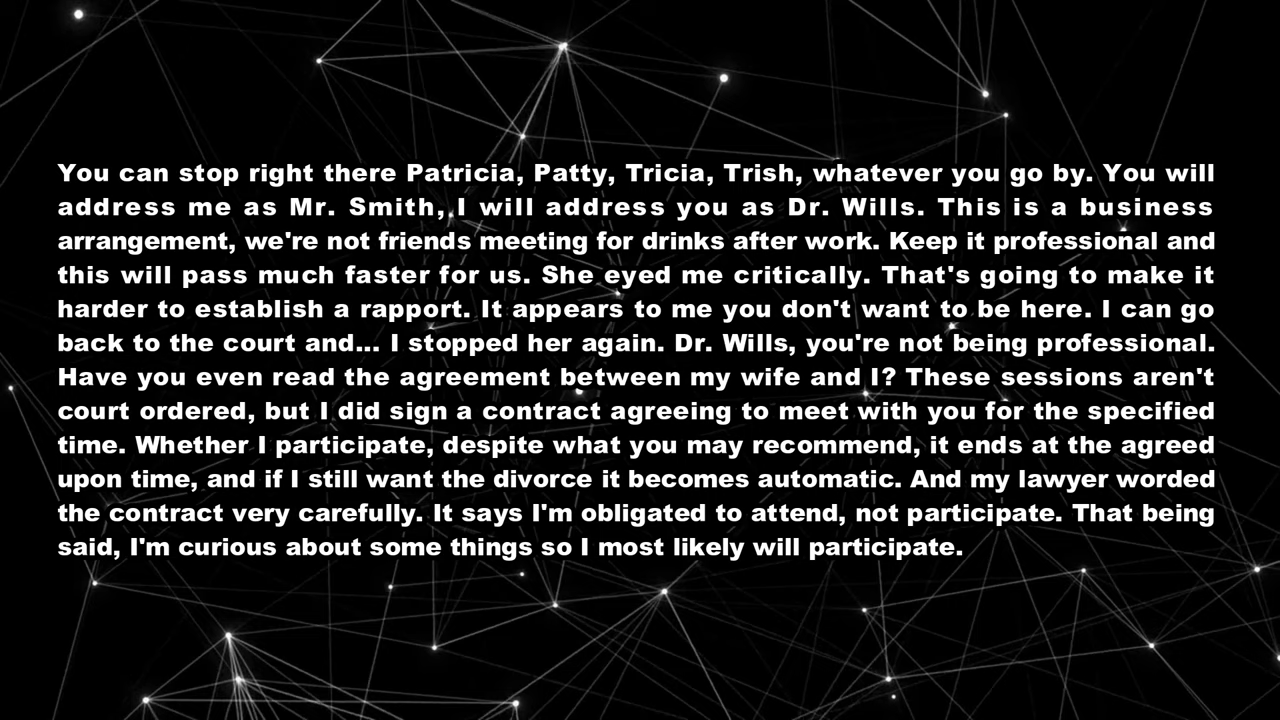 You can stop right there Patricia, Patty, Tricia, Trish, whatever you go by. You will
address me as Mr. Smith, I will address you as Dr. Wills. This is a business
arrangement, we're not friends meeting for drinks after work. Keep it professional and
this will pass much faster for us. She eyed me critically. That's going to make it
harder to establish a rapport. It appears to me you don't want to be here. I can go
back to the court and... I stopped her again. Dr. Wills, you're not being professional.
Have you even read the agreement between my wife and I? These sessions aren't
court ordered, but I did sign a contract agreeing to meet with you for the specified
time. Whether I participate, despite what you may recommend, it ends at the agreed
upon time, and if I still want the divorce it becomes automatic. And my lawyer worded
the contract very carefully. It says I'm obligated to attend, not participate. That being
said, I'm curious about some things so I most likely will participate.